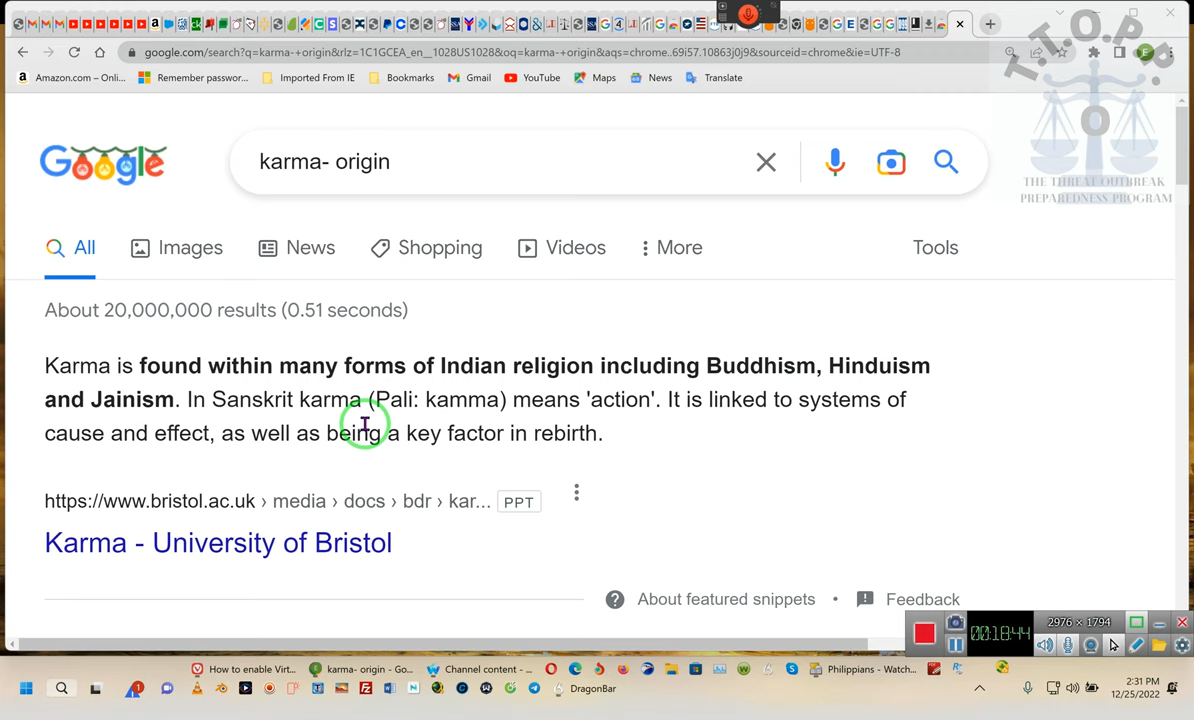 google.com/search?q=karma-+origin&rlz=1C1GCEA_en__1028US1028&oq=karma-+origin&aqs=chrome..69i57.10863j0j9&sourceid=chrome&ie=UTF-8
Amazon.com – Onli... Remember passwor... Imported From IE Bookmarks Gmail YouTube Maps News Translate
T.T.O.P.P.
THE THREAT OUTBREAK
PREPAREDNESS PROGRAM
Google karma- origin
All Images News Shopping Videos More Tools
About 20,000,000 results (0.51 seconds)
Karma is found within many forms of Indian religion including Buddhism, Hinduism
and Jainism. In Sanskrit karma (Pali: kamma) means 'action'. It is linked to systems of
cause and effect, as well as being a key factor in rebirth.
https://www.bristol.ac.uk › media › docs › bdr › kar... PPT
Karma - University of Bristol
About featured snippets • Feedback
2976 × 1794
00:18:44
How to enable Virt... karma- origin - Go... Channel content - ... Philippians - Watch...
DragonBar
2:31 PM
12/25/2022